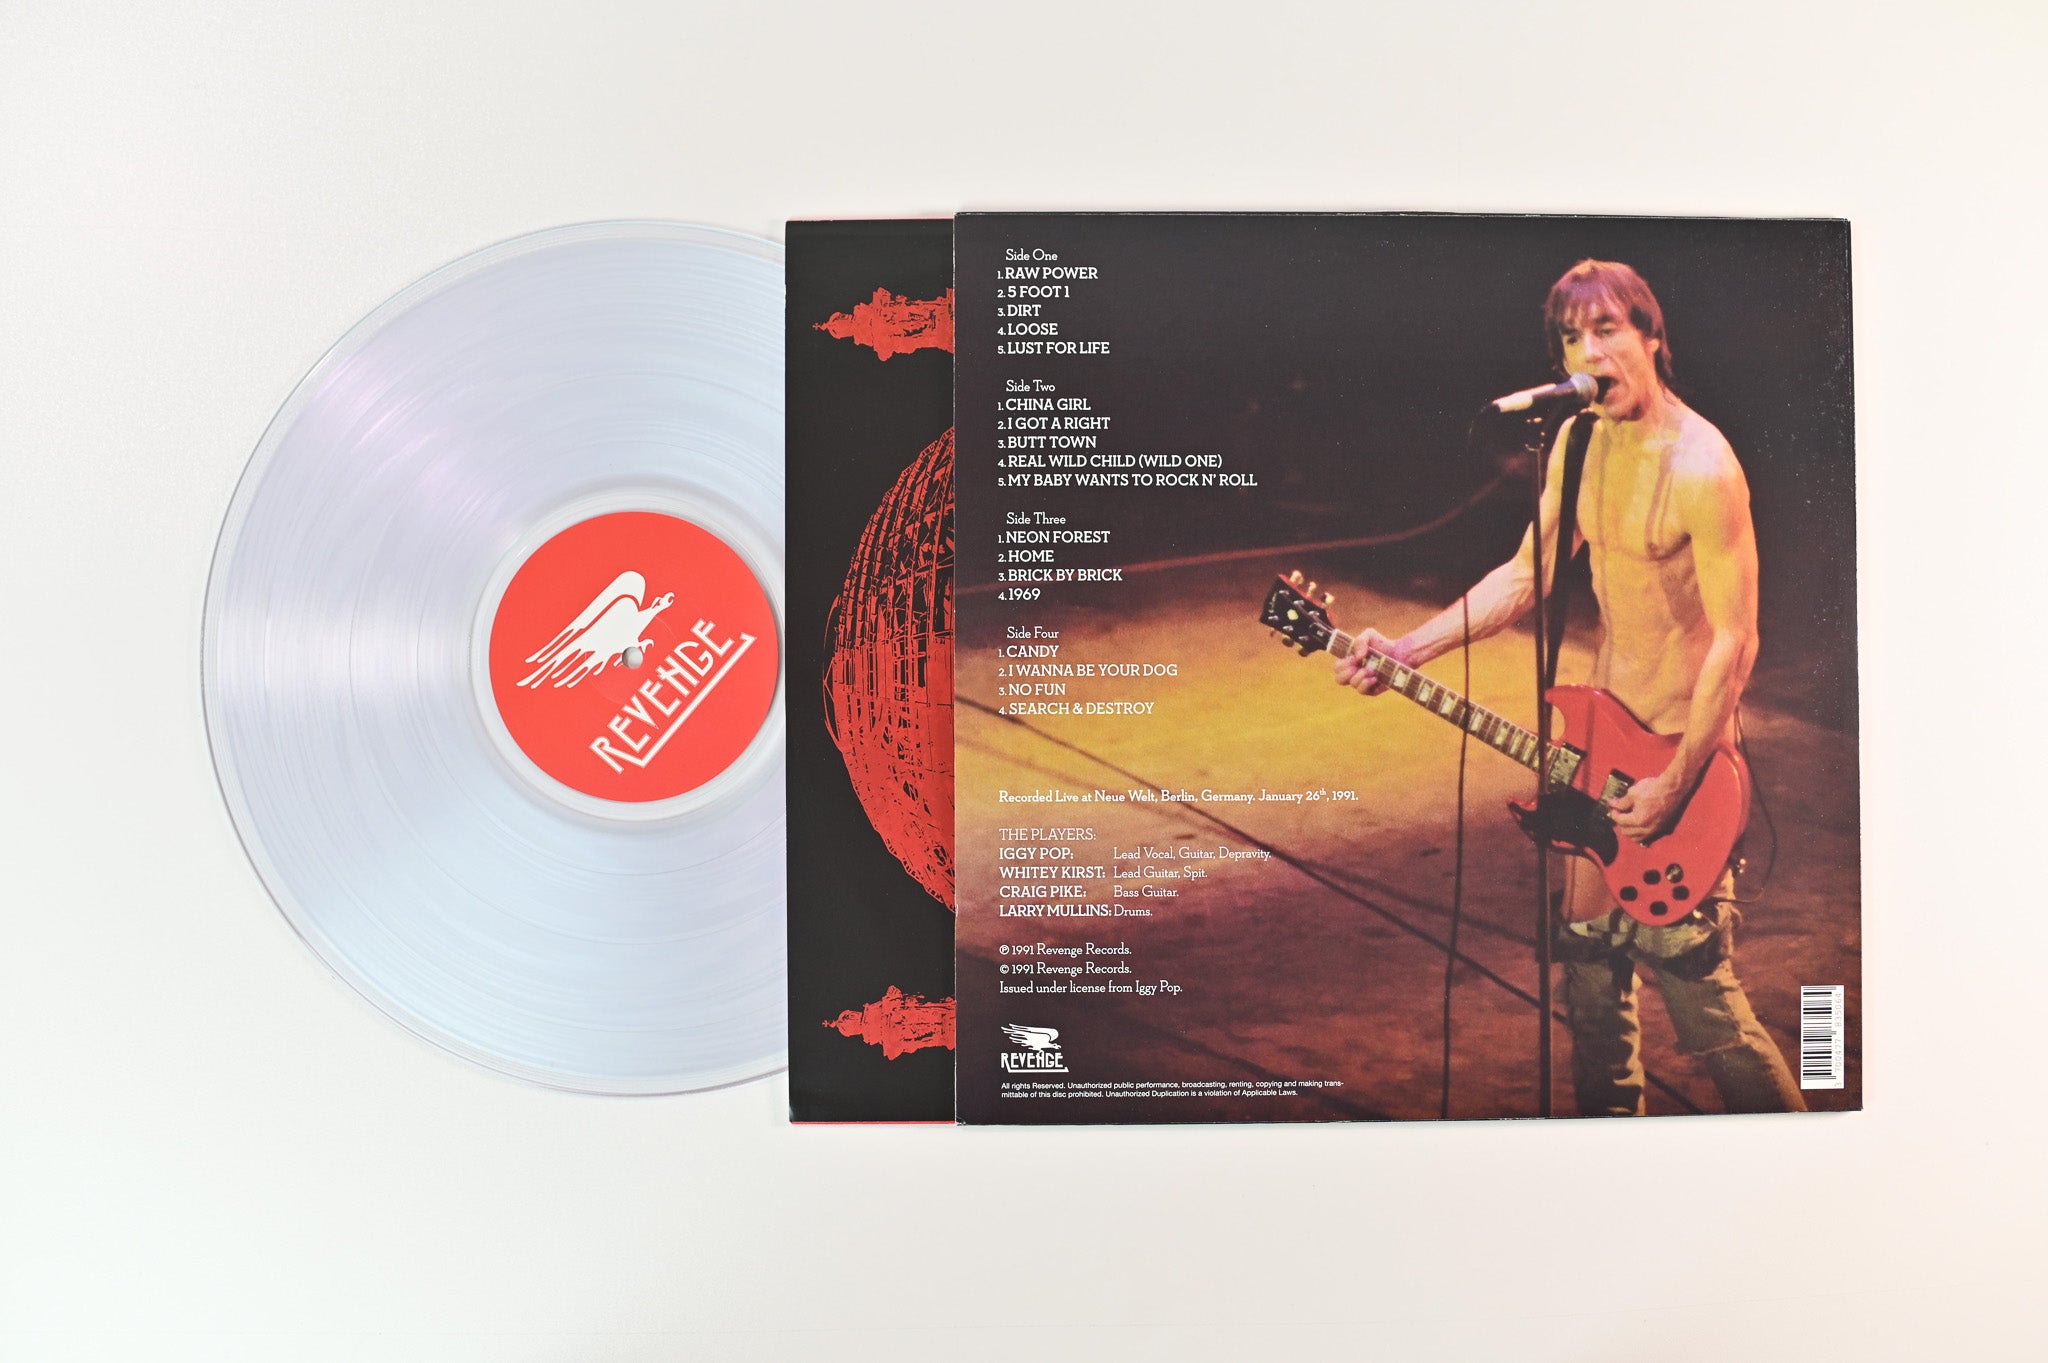 REVENGE
Side One
1. RAW POWER
2. 5 FOOT 1
3. DIRT
4. LOOSE
5. LUST FOR LIFE
Side Two
1. CHINA GIRL
2. I GOT A RIGHT
3. BUTT TOWN
4. REAL WILD CHILD (WILD ONE)
5. MY BABY WANTS TO ROCK N' ROLL
Side Three
1. NEON FOREST
2. HOME
3. BRICK BY BRICK
4. 1969
Side Four
1. CANDY
2. I WANNA BE YOUR DOG
3. NO FUN
4. SEARCH & DESTROY
Recorded Live at Neue Welt, Berlin, Germany. January 26th, 1991.
THE PLAYERS:
IGGY POP: Lead Vocal, Guitar, Depravity.
WHITEY KIRST: Lead Guitar, Spit.
CRAIG PIKE: Bass Guitar.
LARRY MULLINS: Drums.
℗ 1991 Revenge Records.
© 1991 Revenge Records.
Issued under license from Iggy Pop.
REVENGE
All rights Reserved. Unauthorized public performance, broadcasting, renting, copying and making trans-
mittable of this disc prohibited. Unauthorized Duplication is a violation of Applicable Laws.
3 700477 835064